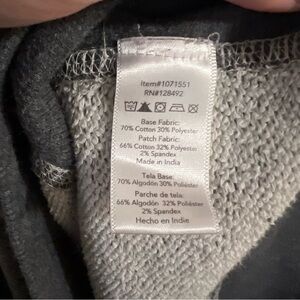 Item#1071551
RN#128492
Base Fabric:
70% Cotton 30% Polyester
Patch Fabric:
66% Cotton 32% Polyester
2% Spandex
Made in India
Tela Base:
70% Algodón 30% Poliéster
Parche de tela:
66% Algodón 32% Poliéster
2% Spandex
Hecho en Indie